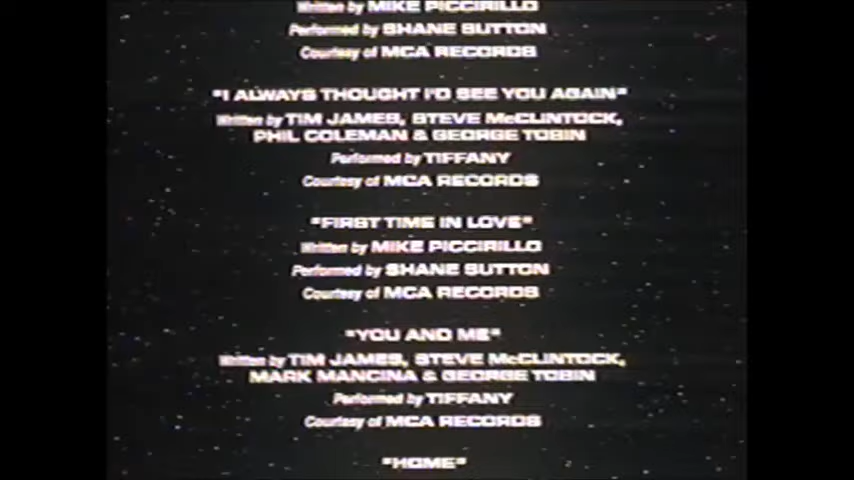 Written by MIKE PICCIRILLO
Performed by SHANE SUTTON
Courtesy of MCA RECORDS
"I ALWAYS THOUGHT I'D SEE YOU AGAIN"
Written by TIM JAMES, STEVE McCLINTOCK,
PHIL COLEMAN & GEORGE TOBIN
Performed by TIFFANY
Courtesy of MCA RECORDS
"FIRST TIME IN LOVE"
Written by MIKE PICCIRILLO
Performed by SHANE SUTTON
Courtesy of MCA RECORDS
"YOU AND ME"
Written by TIM JAMES, STEVE McCLINTOCK,
MARK MANCINA & GEORGE TOBIN
Performed by TIFFANY
Courtesy of MCA RECORDS
"HOME"